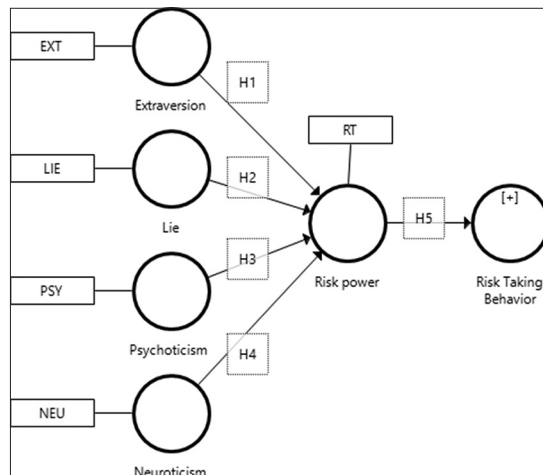 EXT
H1
Extraversion
RT
LIE
H2
Lie
[+]
H5
H3
Risk power
Risk Taking
Behavior
PSY
Psychoticism
H4
NEU
Neuroticism